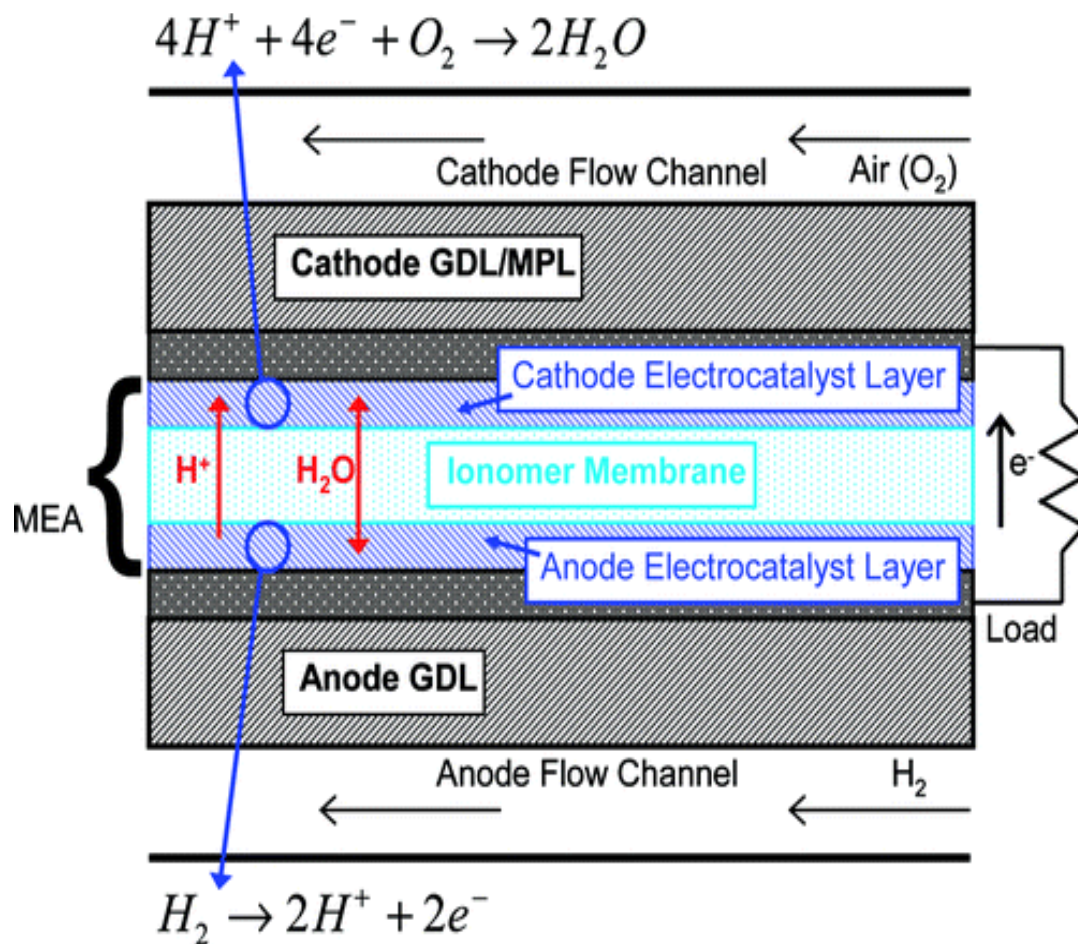 4H⁺ + 4e⁻ + O₂ → 2H₂O
Cathode Flow Channel
Air (O₂)
Cathode GDL/MPL
Cathode Electrocatalyst Layer
H⁺
H₂O
Ionomer Membrane
e⁻
MEA
Anode Electrocatalyst Layer
Load
Anode GDL
Anode Flow Channel
H₂
H₂ → 2H⁺ + 2e⁻